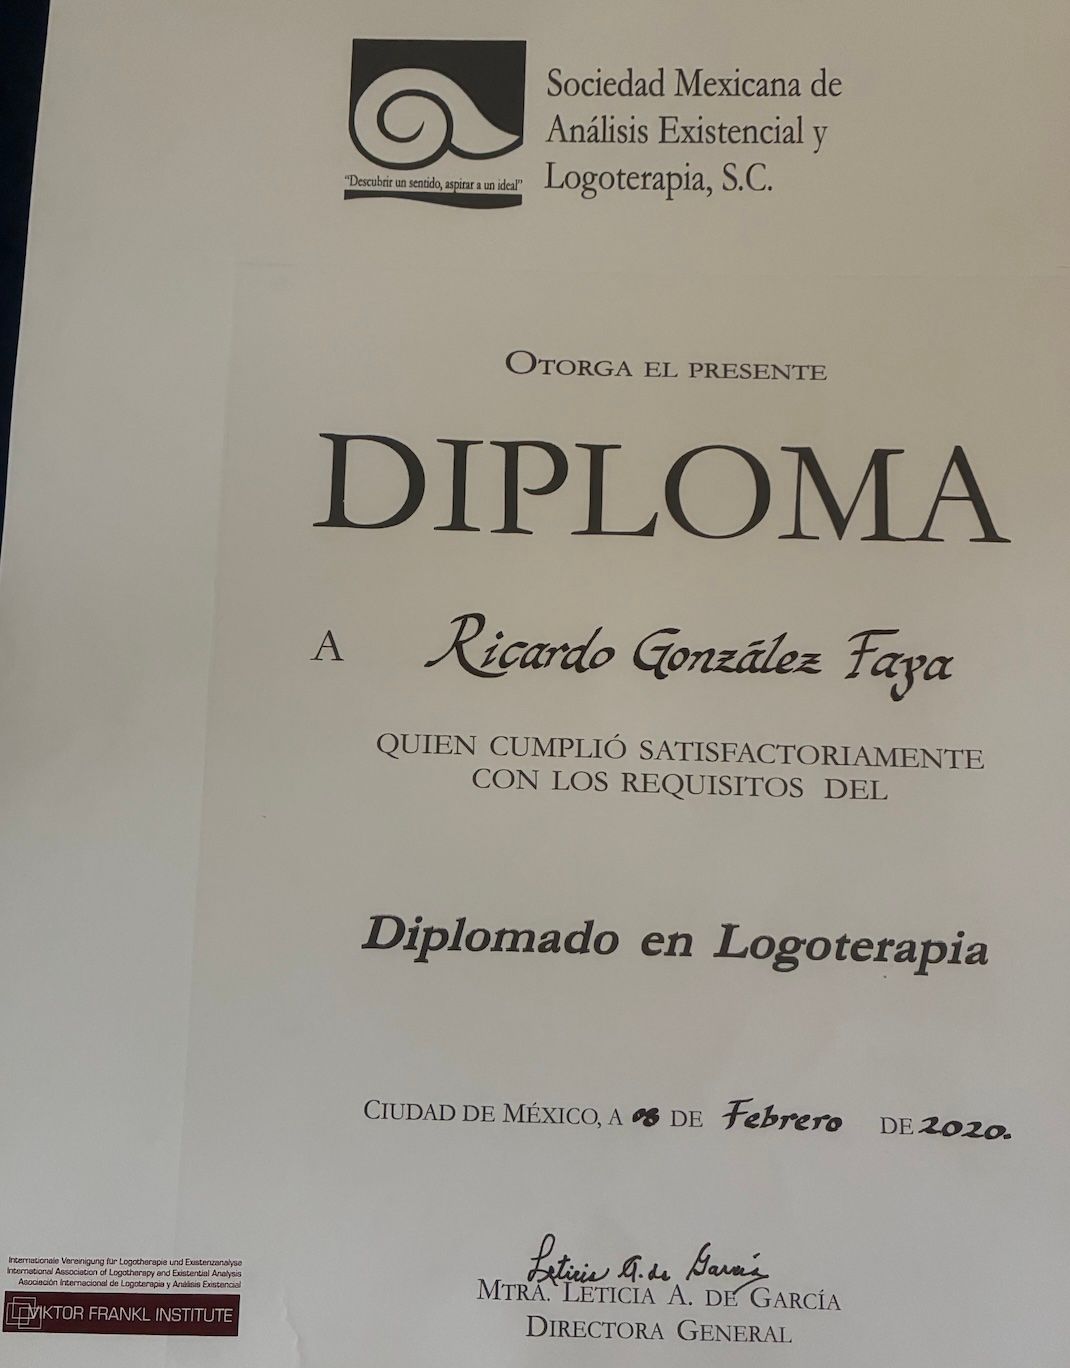 Sociedad Mexicana de
Análisis Existencial y
Logoterapia, S.C.
"Descubrir un sentido, aspirar a un ideal"
OTORGA EL PRESENTE
DIPLOMA
A Ricardo González Faya
QUIEN CUMPLIÓ SATISFACTORIAMENTE
CON LOS REQUISITOS DEL
Diplomado en Logoterapia
CIUDAD DE MÉXICO, A 08 DE Febrero DE 2020.
Leticia A. de García
MTRA. LETICIA A. DE GARCÍA
DIRECTORA GENERAL
Internationale Vereinigung für Logotherapie und Existenzanalyse
International Association of Logotherapy and Existential Analysis
Asociación Internacional de Logoterapia y Análisis Existencial
VIKTOR FRANKL INSTITUTE